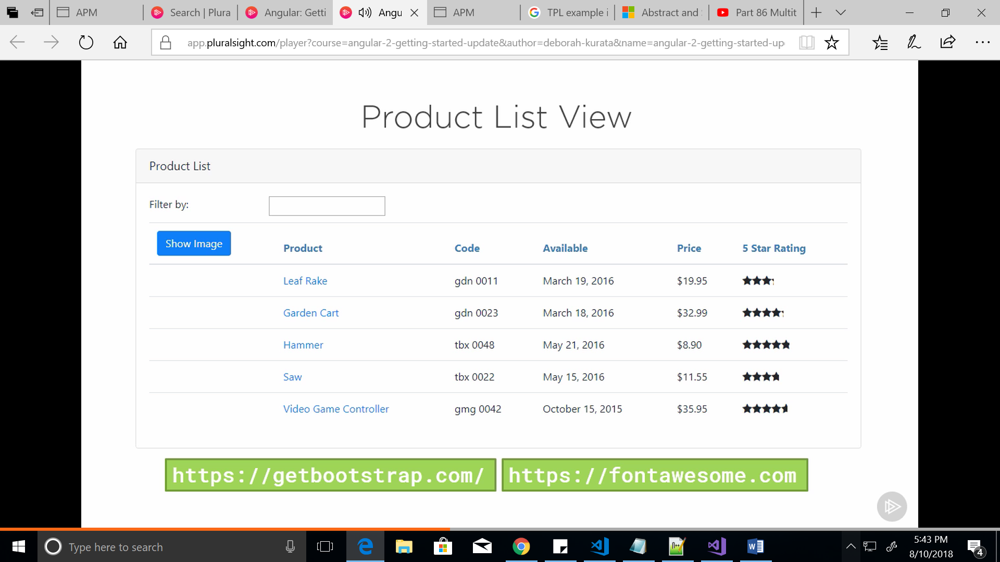 APM
Search | Plura
Angular: Getti
Angu
APM
TPL example i
Abstract and
Part 86 Multit
app.pluralsight.com/player?course=angular-2-getting-started-update&author=deborah-kurata&name=angular-2-getting-started-up
Product List View
Product List
Filter by:
Show Image Product Code Available Price 5 Star Rating
Leaf Rake gdn 0011 March 19, 2016 $19.95
Garden Cart gdn 0023 March 18, 2016 $32.99
Hammer tbx 0048 May 21, 2016 $8.90
Saw tbx 0022 May 15, 2016 $11.55
Video Game Controller gmg 0042 October 15, 2015 $35.95
https://getbootstrap.com/ https://fontawesome.com
Type here to search
5:43 PM
8/10/2018
4